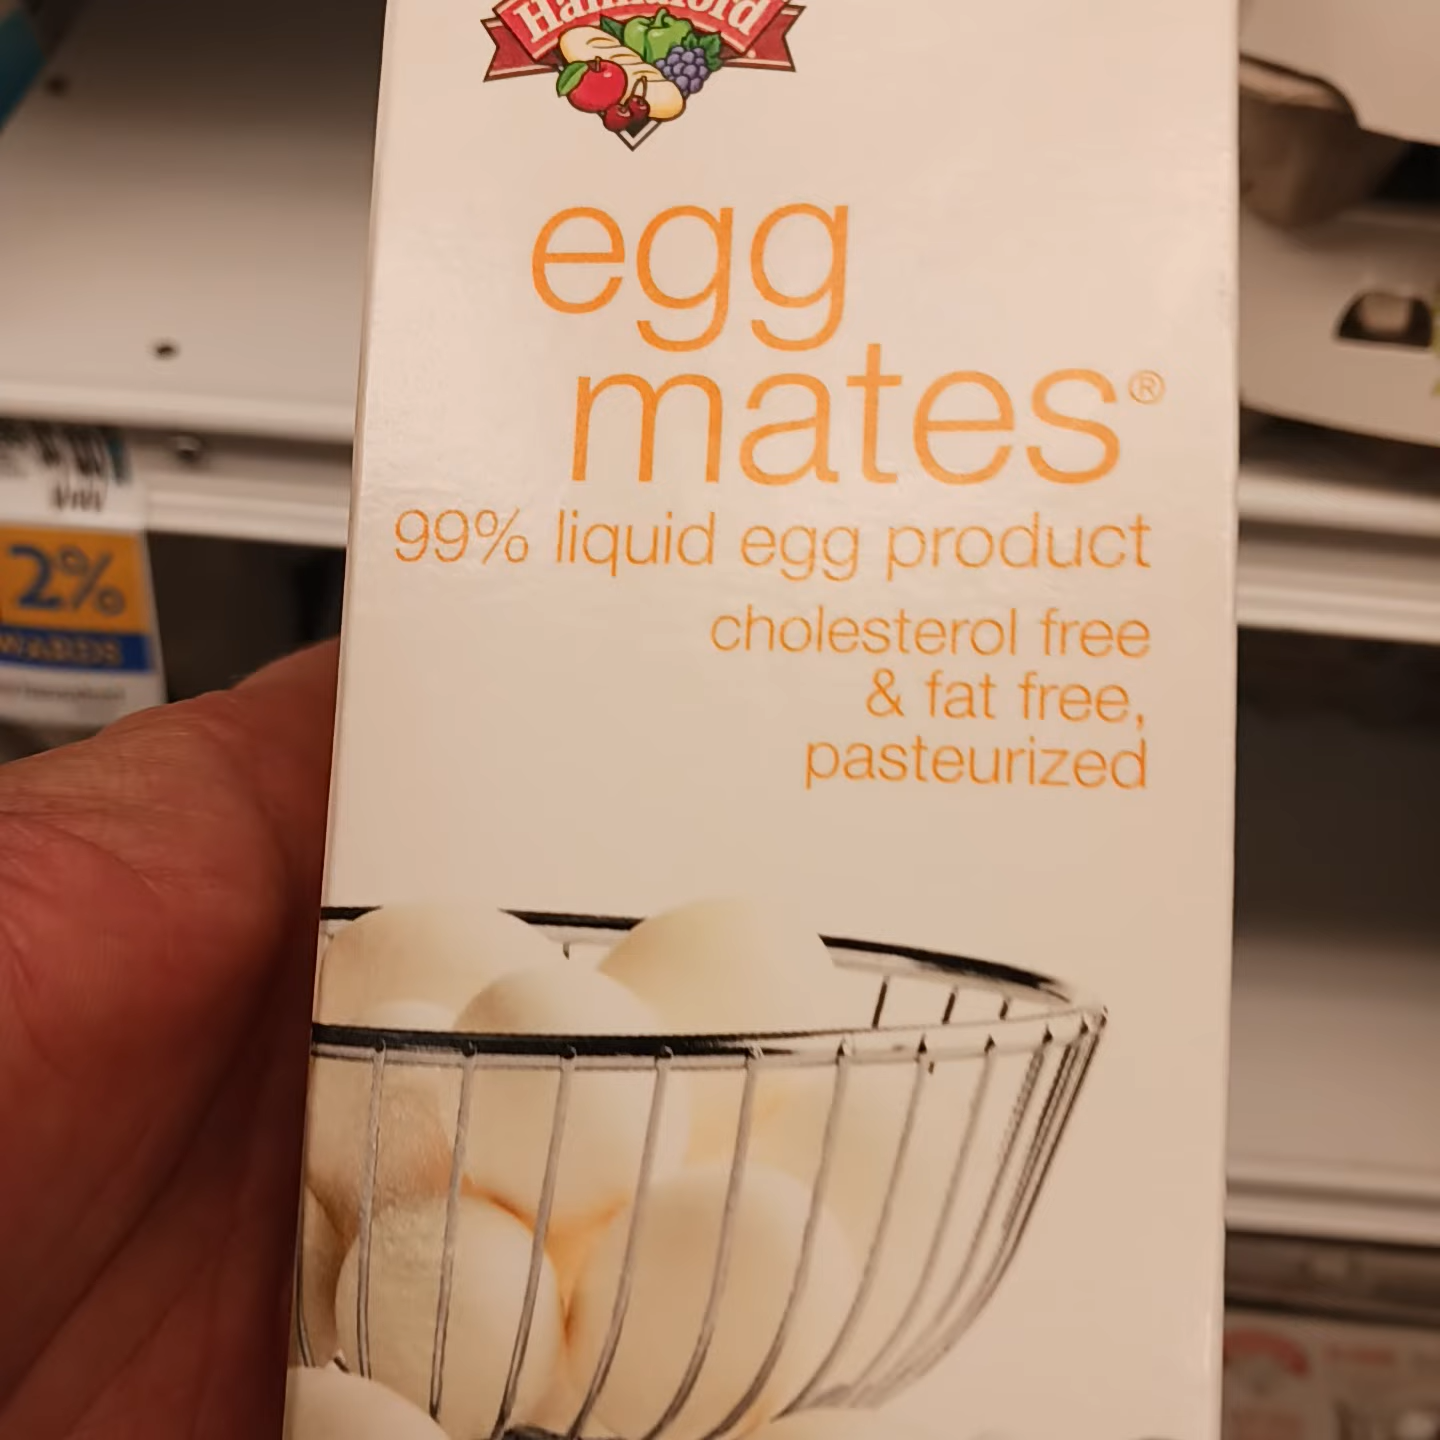 Hannaford
egg
mates®
99% liquid egg product
cholesterol free
& fat free,
pasteurized
2%